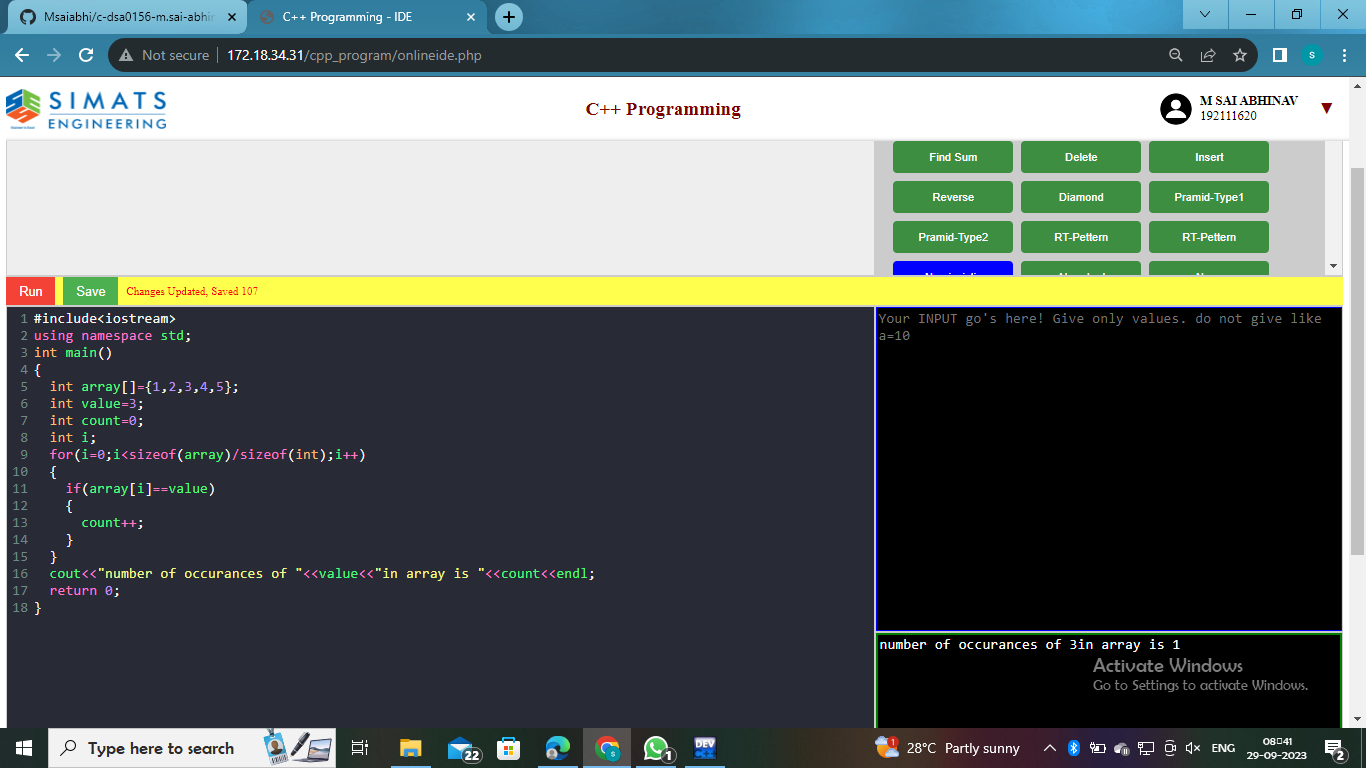 Msaiabhi/c-dsa0156-m.sai-abhin
C++ Programming - IDE
Not secure
172.18.34.31/cpp_program/onlineide.php
s
SIMATS
ENGINEERING
C++ Programming
M SAI ABHINAV
192111620
Find Sum
Delete
Insert
Reverse
Diamond
Pramid-Type1
Pramid-Type2
RT-Pettern
RT-Pettern
Run
Save
Changes Updated, Saved 107
1 #include<iostream>
2 using namespace std;
3 int main()
4 {
5 int array[]={1,2,3,4,5};
6 int value=3;
7 int count=0;
8 int i;
9 for(i=0;i<sizeof(array)/sizeof(int);i++)
10 {
11 if(array[i]==value)
12 {
13 count++;
14 }
15 }
16 cout<<"number of occurances of "<<value<<"in array is "<<count<<endl;
17 return 0;
18 }
Your INPUT go's here! Give only values. do not give like
a=10
number of occurances of 3in array is 1
Activate Windows
Go to Settings to activate Windows.
Type here to search
22
1
DEV
1
28°C Partly sunny
ENG
08:41
29-09-2023
2